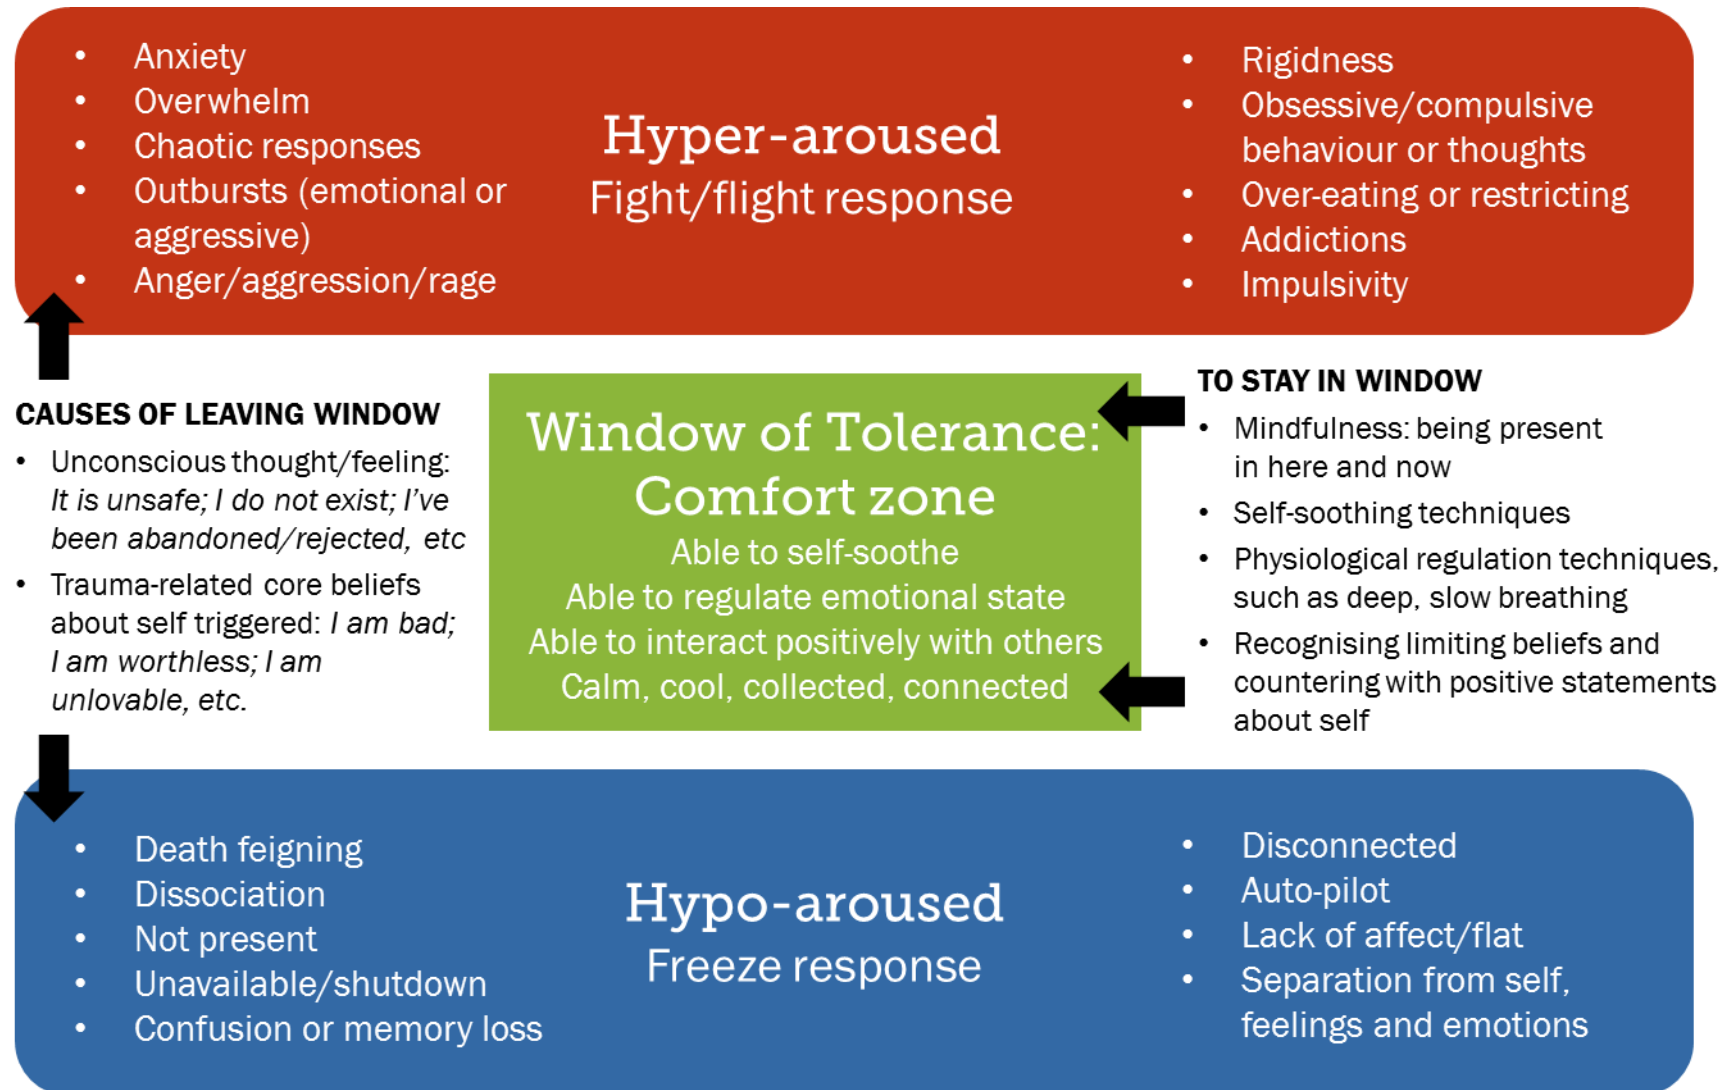 • Anxiety
• Overwhelm
• Chaotic responses
• Outbursts (emotional or
aggressive)
• Anger/aggression/rage
Hyper-aroused
Fight/flight response
• Rigidness
• Obsessive/compulsive
behaviour or thoughts
• Over-eating or restricting
• Addictions
• Impulsivity
CAUSES OF LEAVING WINDOW
• Unconscious thought/feeling:
It is unsafe; I do not exist; I've
been abandoned/rejected, etc
• Trauma-related core beliefs
about self triggered: I am bad;
I am worthless; I am
unlovable, etc.
Window of Tolerance:
Comfort zone
Able to self-soothe
Able to regulate emotional state
Able to interact positively with others
Calm, cool, collected, connected
TO STAY IN WINDOW
• Mindfulness: being present
in here and now
• Self-soothing techniques
• Physiological regulation techniques,
such as deep, slow breathing
• Recognising limiting beliefs and
countering with positive statements
about self
• Death feigning
• Dissociation
• Not present
• Unavailable/shutdown
• Confusion or memory loss
Hypo-aroused
Freeze response
• Disconnected
• Auto-pilot
• Lack of affect/flat
• Separation from self,
feelings and emotions